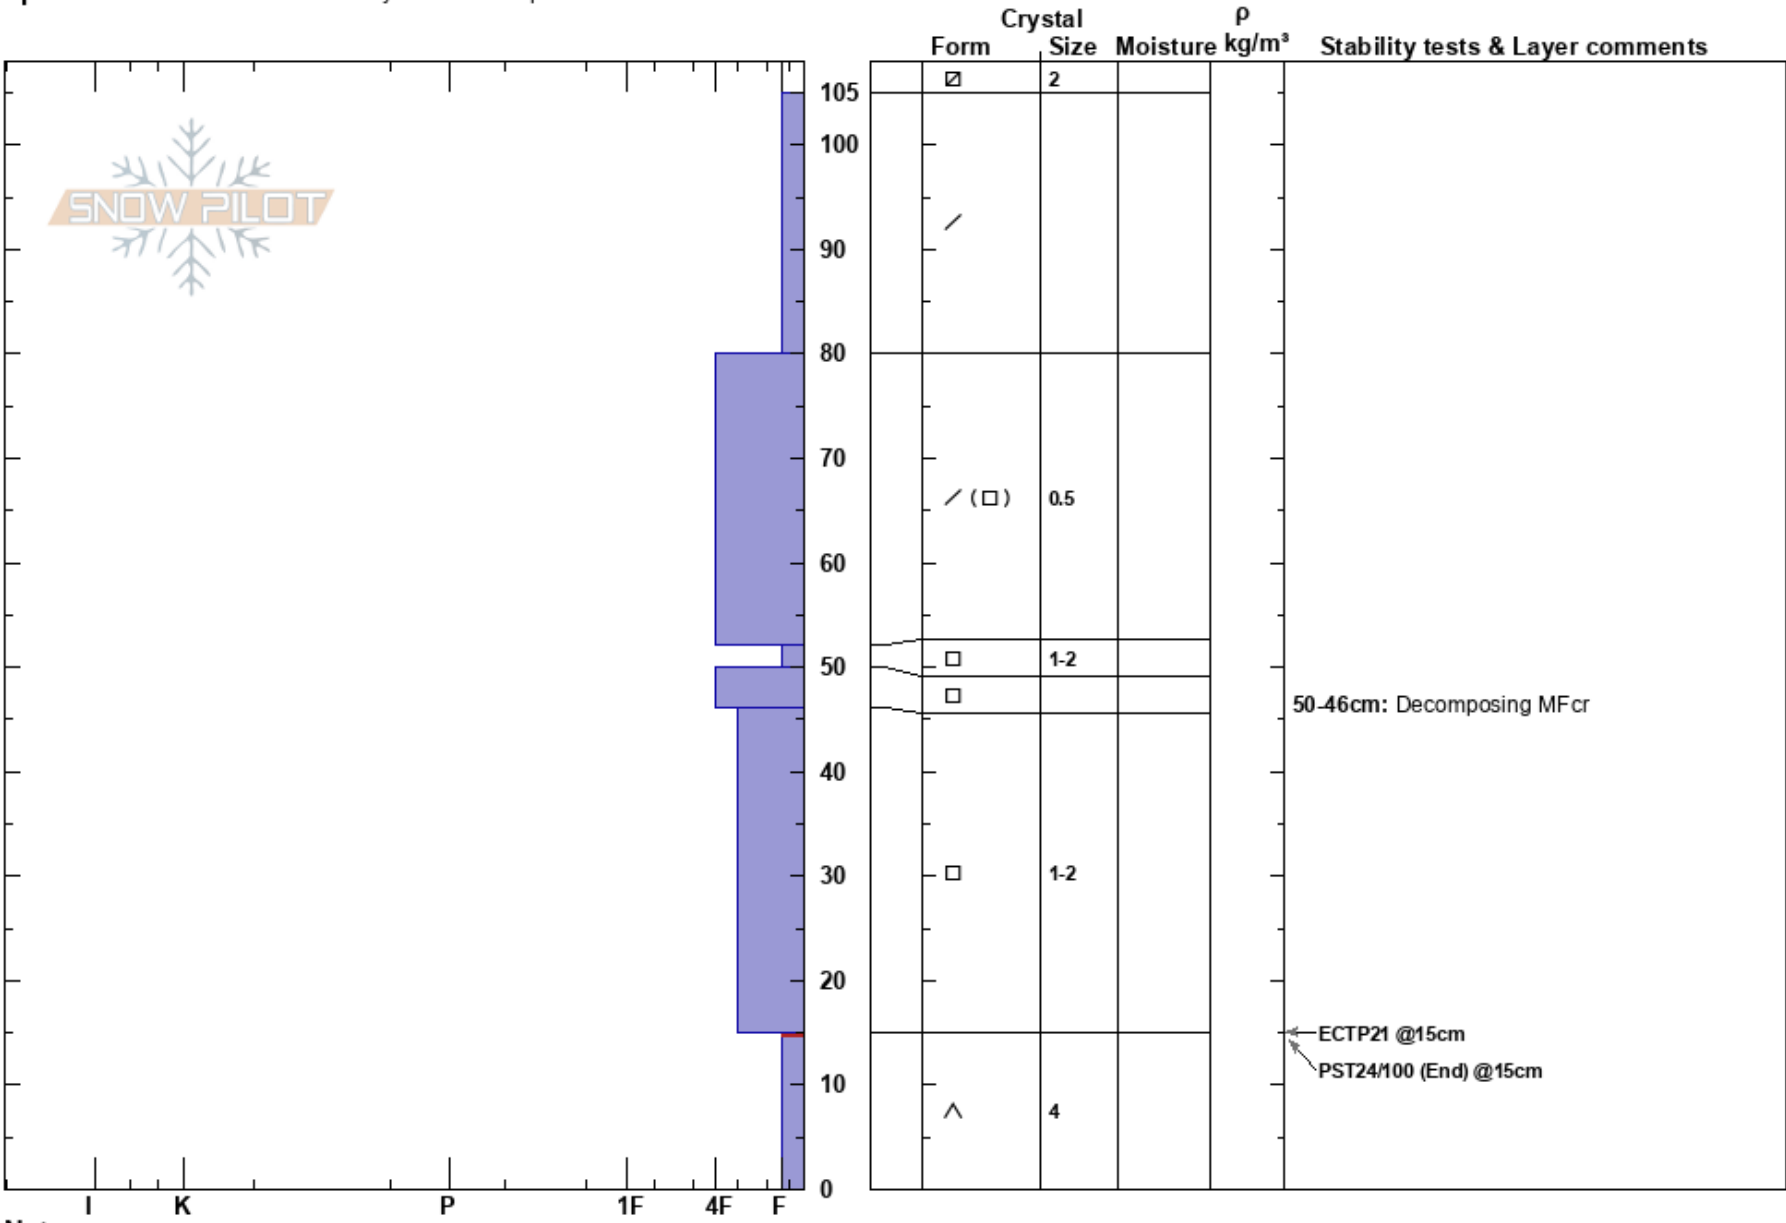 Crystal
ρ
Form Size Moisture kg/m³ Stability tests & Layer comments
2
105
100
SNOW PILOT
90
80
70
0.5
60
50
1-2
50-46cm: Decomposing MFcr
40
30
1-2
20
ECTP21 @15cm
PST24/100 (End) @15cm
10
4
0
I K P 1F 4F F